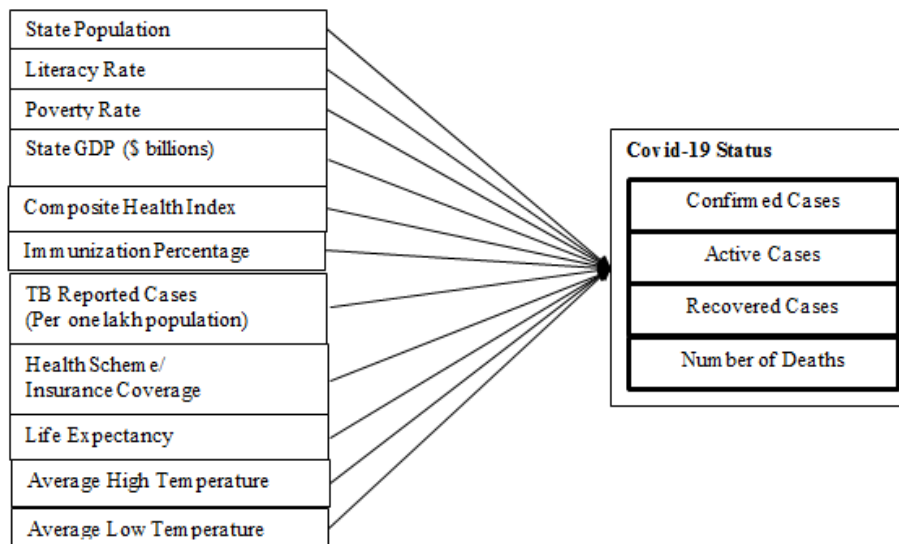 State Population
Literacy Rate
Poverty Rate
State GDP ($ billions)
Composite Health Index
Immunization Percentage
TB Reported Cases
(Per one lakh population)
Health Scheme/
Insurance Coverage
Life Expectancy
Average High Temperature
Average Low Temperature
Covid-19 Status
Confirmed Cases
Active Cases
Recovered Cases
Number of Deaths